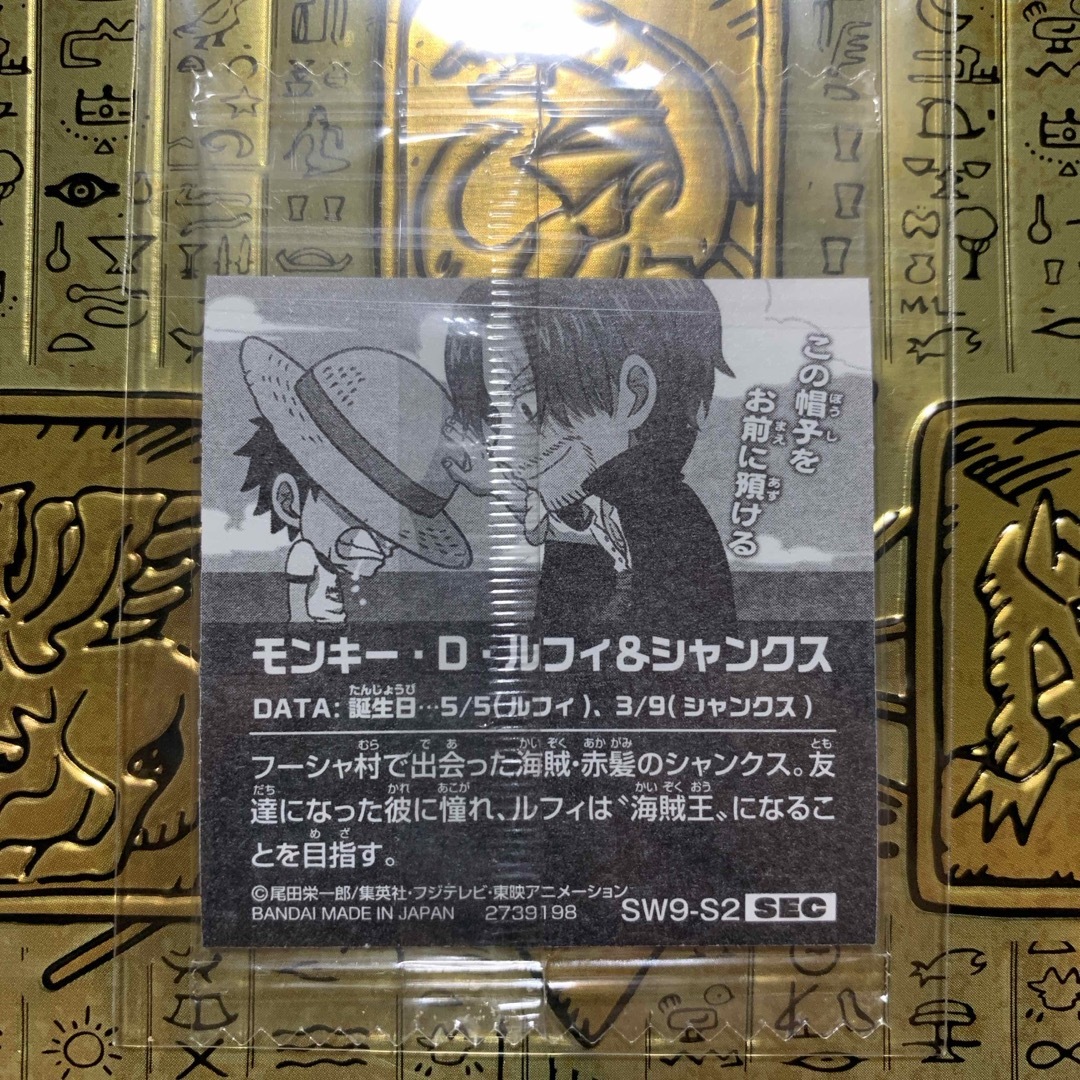 この帽子を
お前に預ける
モンキー・D・ルフィ&シャンクス
DATA: 誕生日…5/5(ルフィ)、3/9(シャンクス)
フーシャ村で出会った海賊・赤髪のシャンクス。友
達になった彼に憧れ、ルフィは〝海賊王〟になるこ
とを目指す。
©尾田栄一郎/集英社・フジテレビ・東映アニメーション
BANDAI MADE IN JAPAN 2739198 SW9-S2 SEC